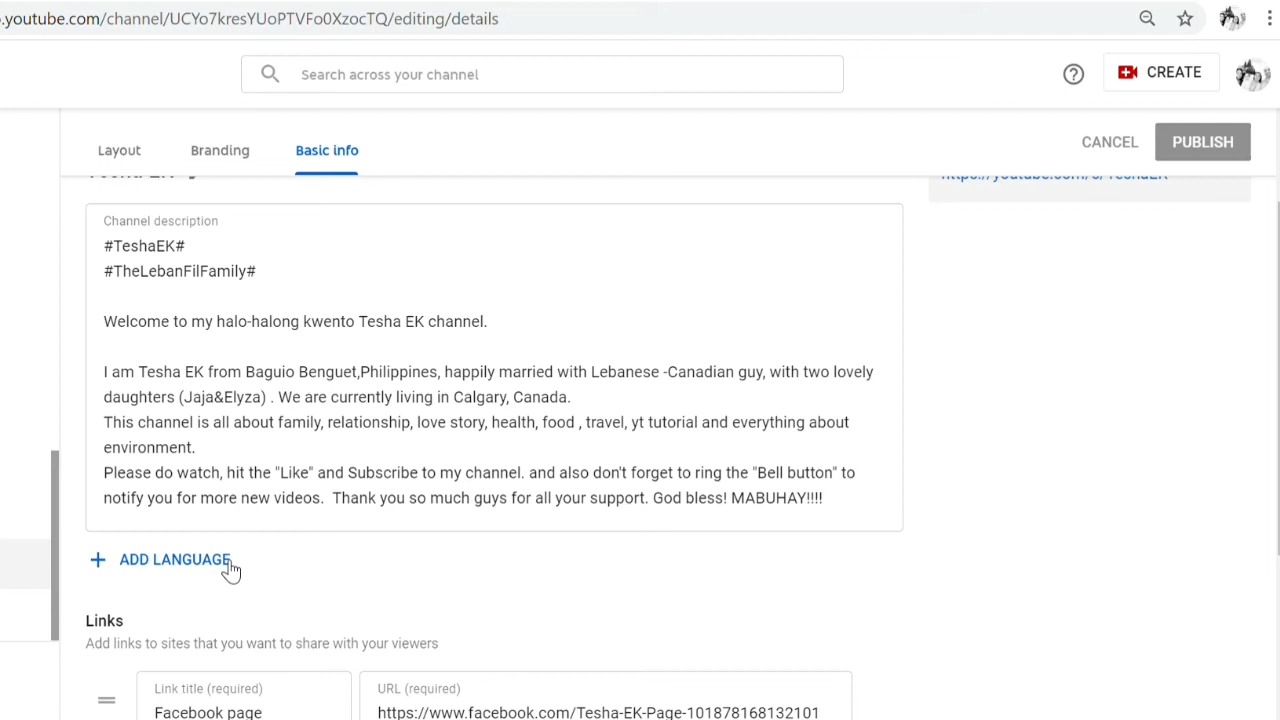 .youtube.com/channel/UCYo7kresYUoPTVFo0XzocTQ/editing/details
Search across your channel
CREATE
Layout
Branding
Basic info
CANCEL
PUBLISH
Channel description
#TeshaEK#
#TheLebanFilFamily#
Welcome to my halo-halong kwento Tesha EK channel.
I am Tesha EK from Baguio Benguet,Philippines, happily married with Lebanese -Canadian guy, with two lovely
daughters (Jaja&Elyza) . We are currently living in Calgary, Canada.
This channel is all about family, relationship, love story, health, food , travel, yt tutorial and everything about
environment.
Please do watch, hit the "Like" and Subscribe to my channel. and also don't forget to ring the "Bell button" to
notify you for more new videos.  Thank you so much guys for all your support. God bless! MABUHAY!!!!
+ ADD LANGUAGE
Links
Add links to sites that you want to share with your viewers
Link title (required)
URL (required)
Facebook page
https://www.facebook.com/Tesha-EK-Page-101878168132101